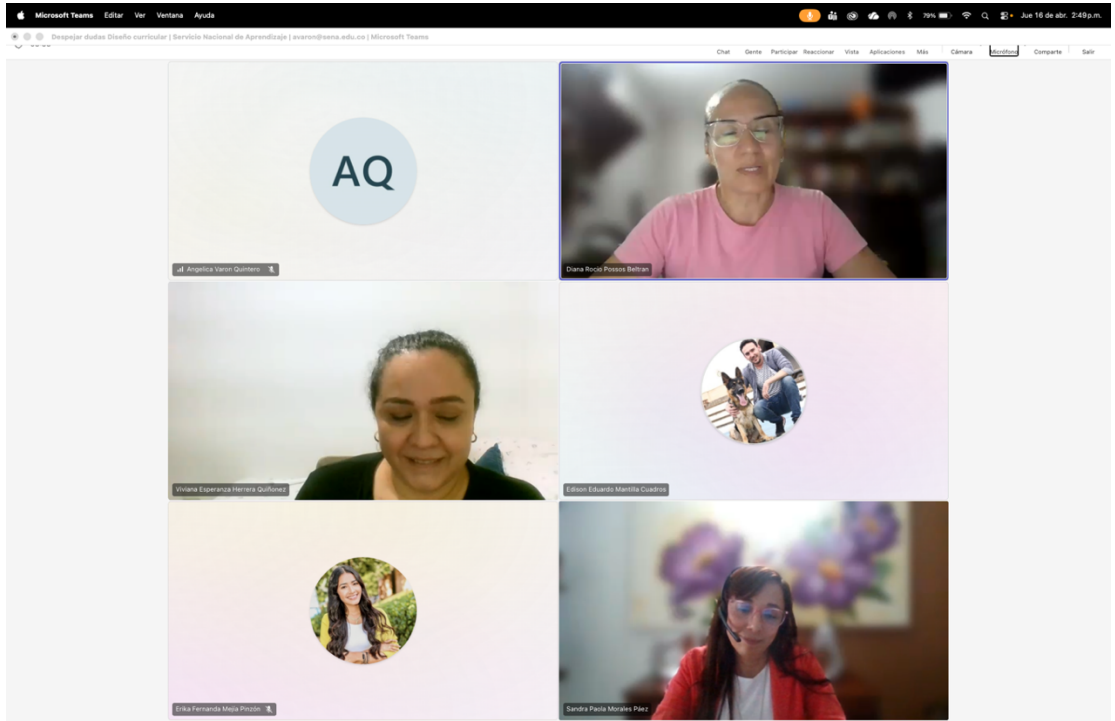 Microsoft Teams Editar Ver Ventana Ayuda 79% Jue 16 de abr. 2:49 p.m.
Despejar dudas Diseño curricular | Servicio Nacional de Aprendizaje | avaron@sena.edu.co | Microsoft Teams
Chat Gente Participar Reaccionar Vista Aplicaciones Más Cámara Micrófono Comparte Salir
AQ
Angelica Varon Quintero
Diana Rocio Possos Beltran
Viviana Esperanza Herrera Quiñonez
Edison Eduardo Mantilla Cuadros
Erika Fernanda Mejía Pinzón
Sandra Paola Morales Páez